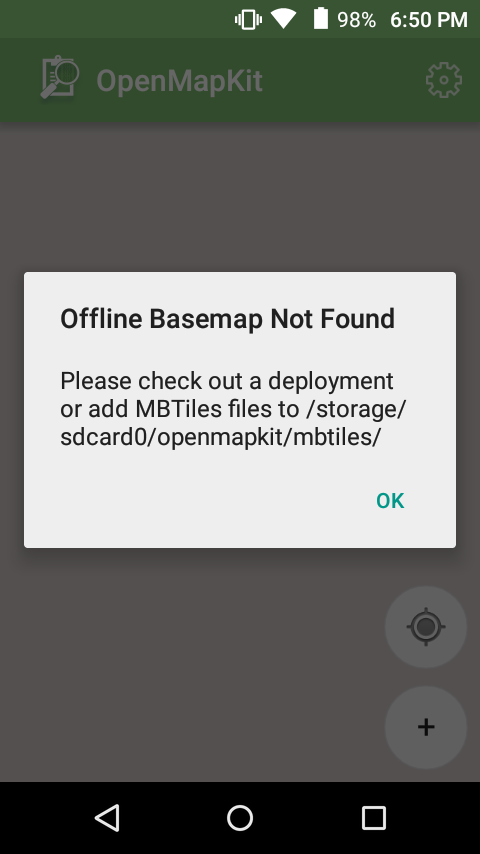 98% 6:50 PM
OpenMapKit
Offline Basemap Not Found
Please check out a deployment
or add MBTiles files to /storage/
sdcard0/openmapkit/mbtiles/
OK
+